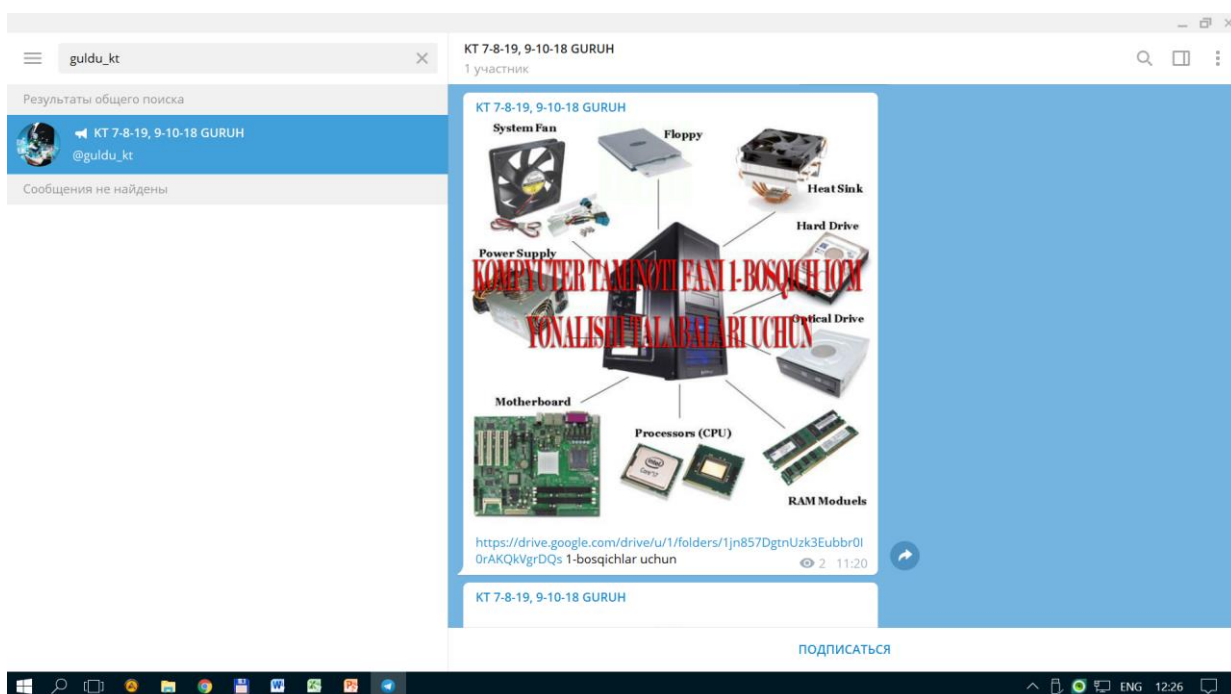 guldu_kt
Результаты общего поиска
KT 7-8-19, 9-10-18 GURUH
@guldu_kt
Сообщения не найдены
KT 7-8-19, 9-10-18 GURUH
1 участник
KT 7-8-19, 9-10-18 GURUH
System Fan
Floppy
Heat Sink
Hard Drive
Power Supply
KOMPYUTER TAMINOTI FANI 1-BOSQICH IO'M
Optical Drive
YONALISHI TALABALARI UCHUN
Motherboard
Processors (CPU)
RAM Moduels
https://drive.google.com/drive/u/1/folders/1jn857DgtnUzk3Eubbr0I
0rAKQkVgrDQs 1-bosqichlar uchun
2 11:20
KT 7-8-19, 9-10-18 GURUH
ПОДПИСАТЬСЯ
ENG 12:26